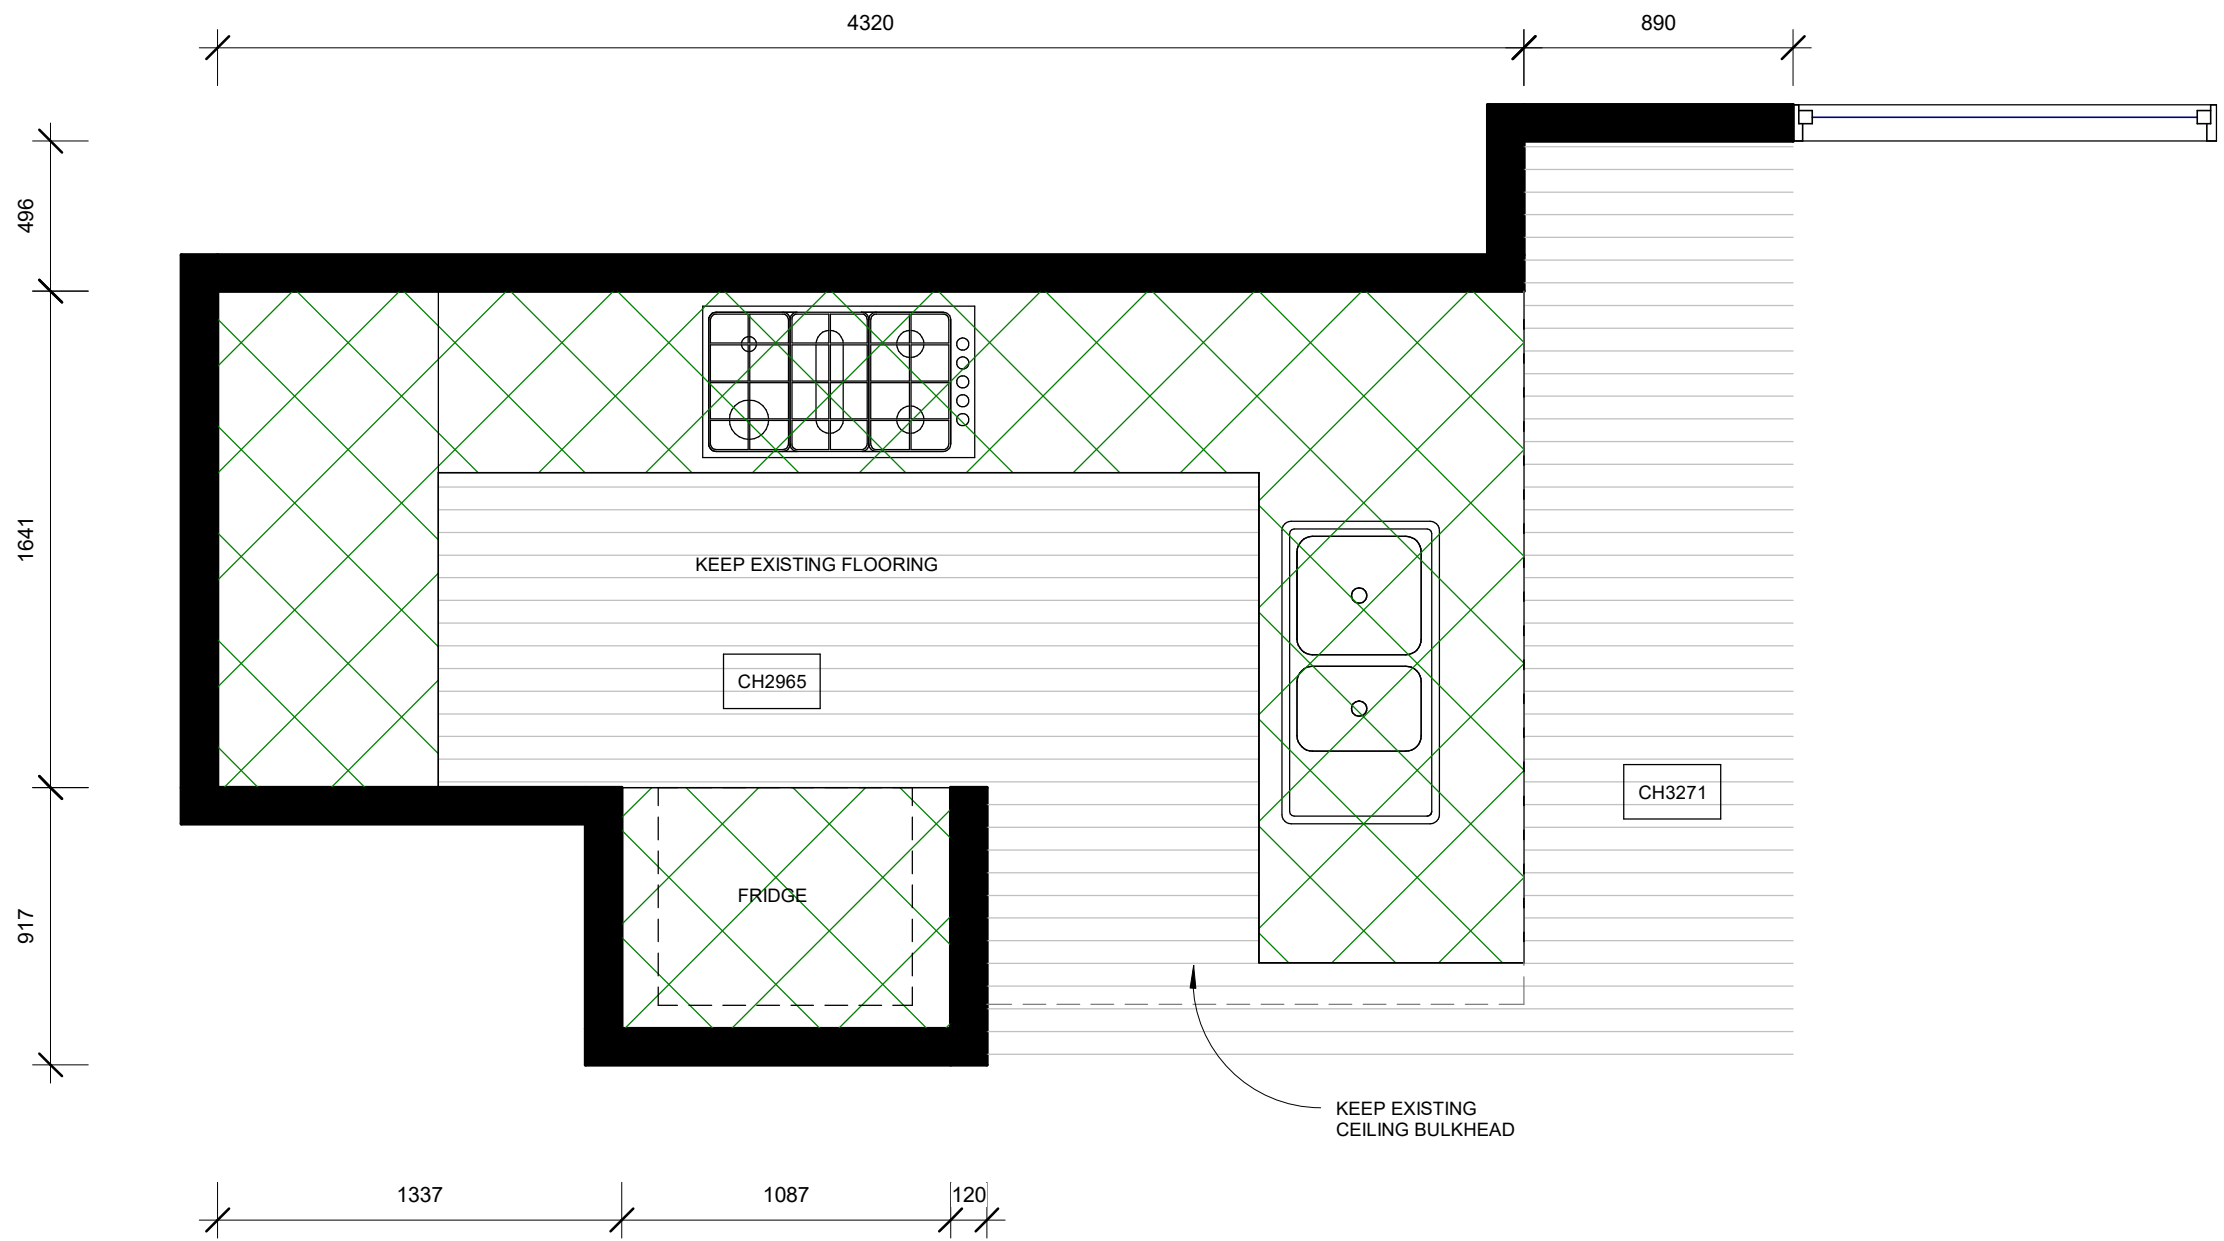 4320
890
496
1641
917
KEEP EXISTING FLOORING
CH2965
CH3271
FRIDGE
KEEP EXISTING
CEILING BULKHEAD
1337
1087
120